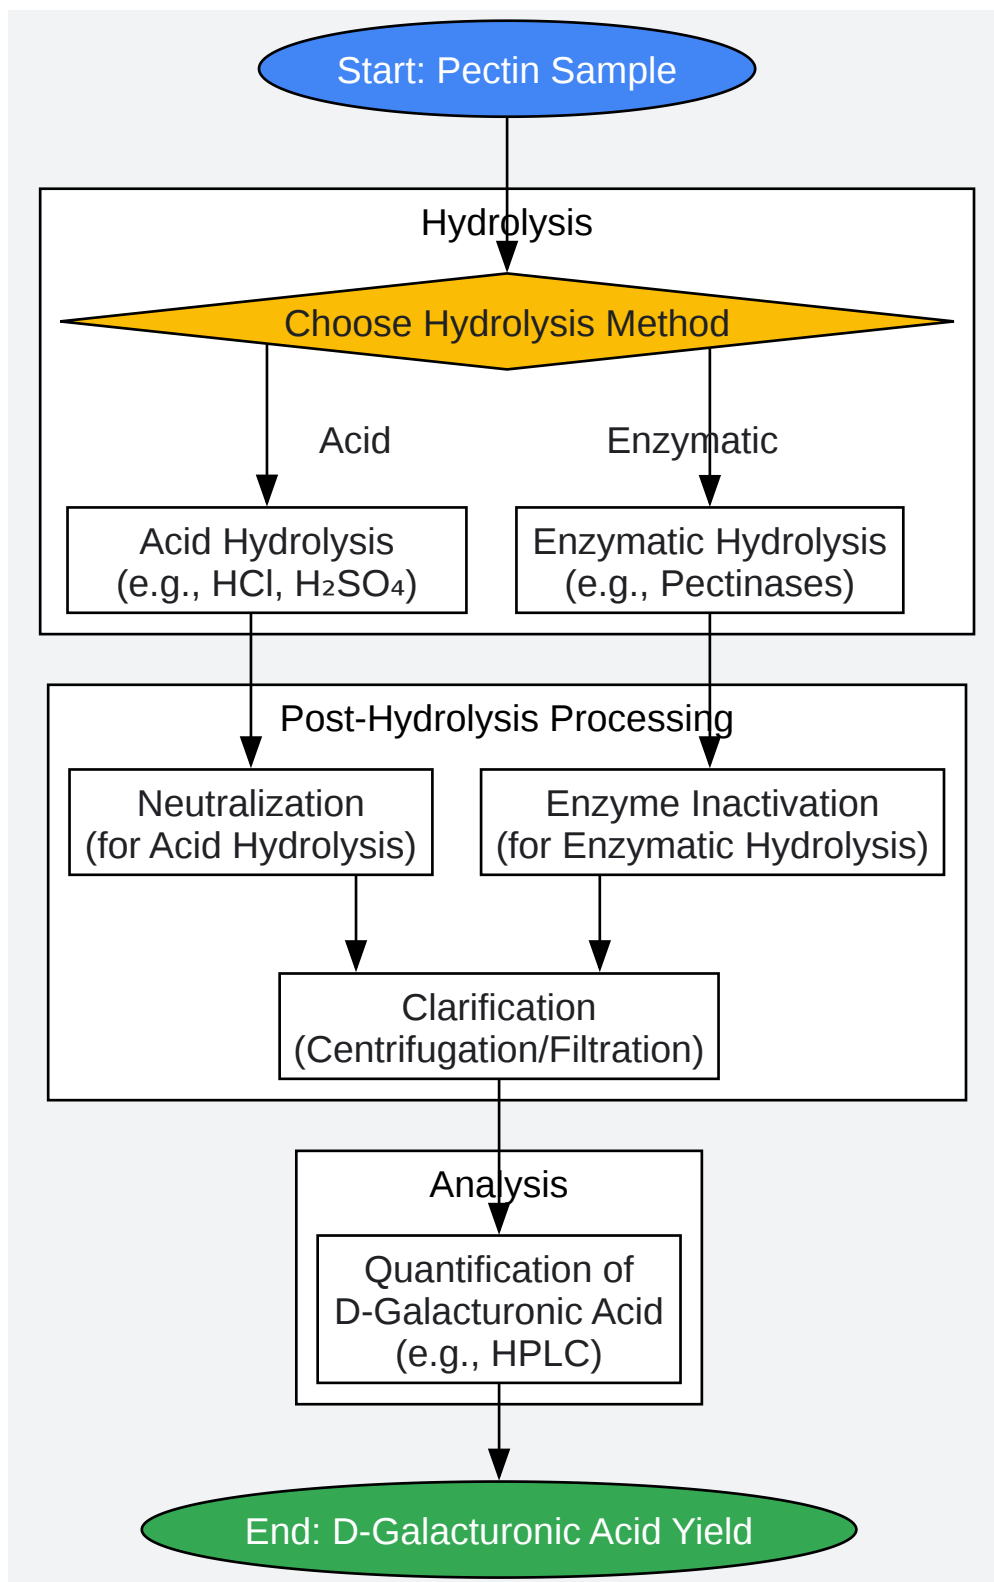 Start: Pectin Sample
Hydrolysis
Choose Hydrolysis Method
Acid
Enzymatic
Acid Hydrolysis
(e.g., HCl, H₂SO₄)
Enzymatic Hydrolysis
(e.g., Pectinases)
Post-Hydrolysis Processing
Neutralization
(for Acid Hydrolysis)
Enzyme Inactivation
(for Enzymatic Hydrolysis)
Clarification
(Centrifugation/Filtration)
Analysis
Quantification of
D-Galacturonic Acid
(e.g., HPLC)
End: D-Galacturonic Acid Yield